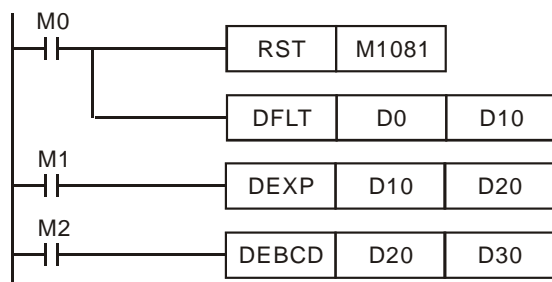 M0
RST M1081
DFLT D0 D10
M1
DEXP D10 D20
M2
DEBCD D20 D30